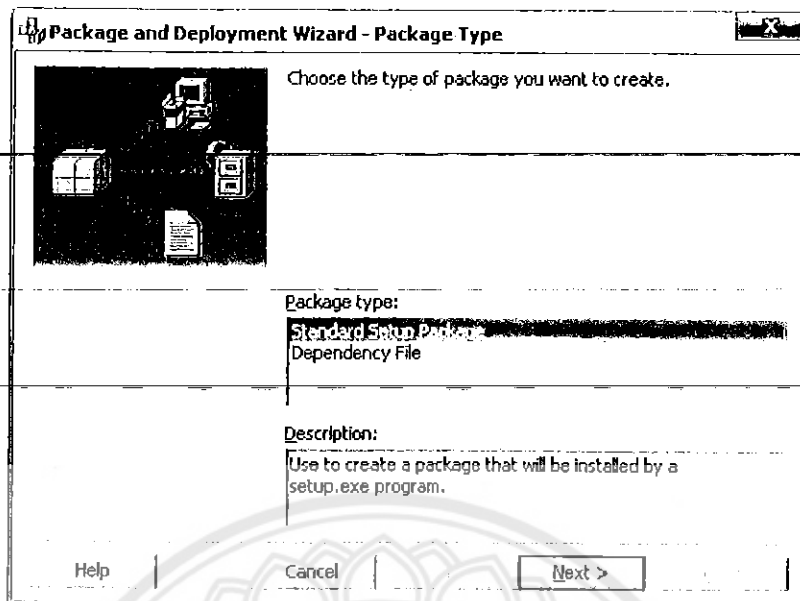 Package and Deployment Wizard - Package Type
Choose the type of package you want to create.
Package type:
Standard Setup Package
Dependency File
Description:
Use to create a package that will be installed by a
setup.exe program.
Help
Cancel
Next >